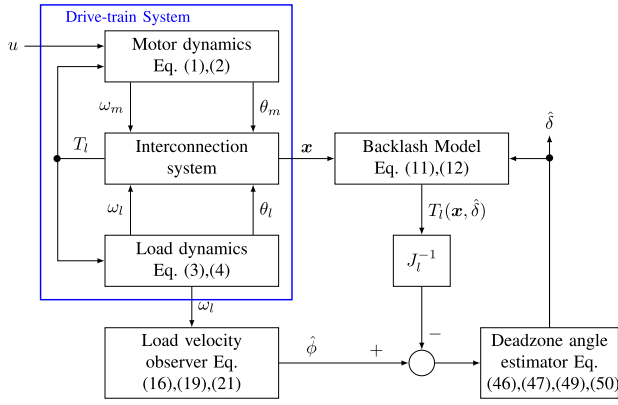 Drive-train System
u
Motor dynamics
Eq. (1),(2)
ω_m
θ_m
T_l
Interconnection
system
x
Backlash Model
Eq. (11),(12)
δ̂
ω_l
θ_l
T_l(x, δ̂)
Load dynamics
Eq. (3),(4)
J_l^{-1}
ω_l
Load velocity
observer Eq.
(16),(19),(21)
φ̂
+
−
Deadzone angle
estimator Eq.
(46),(47),(49),(50)